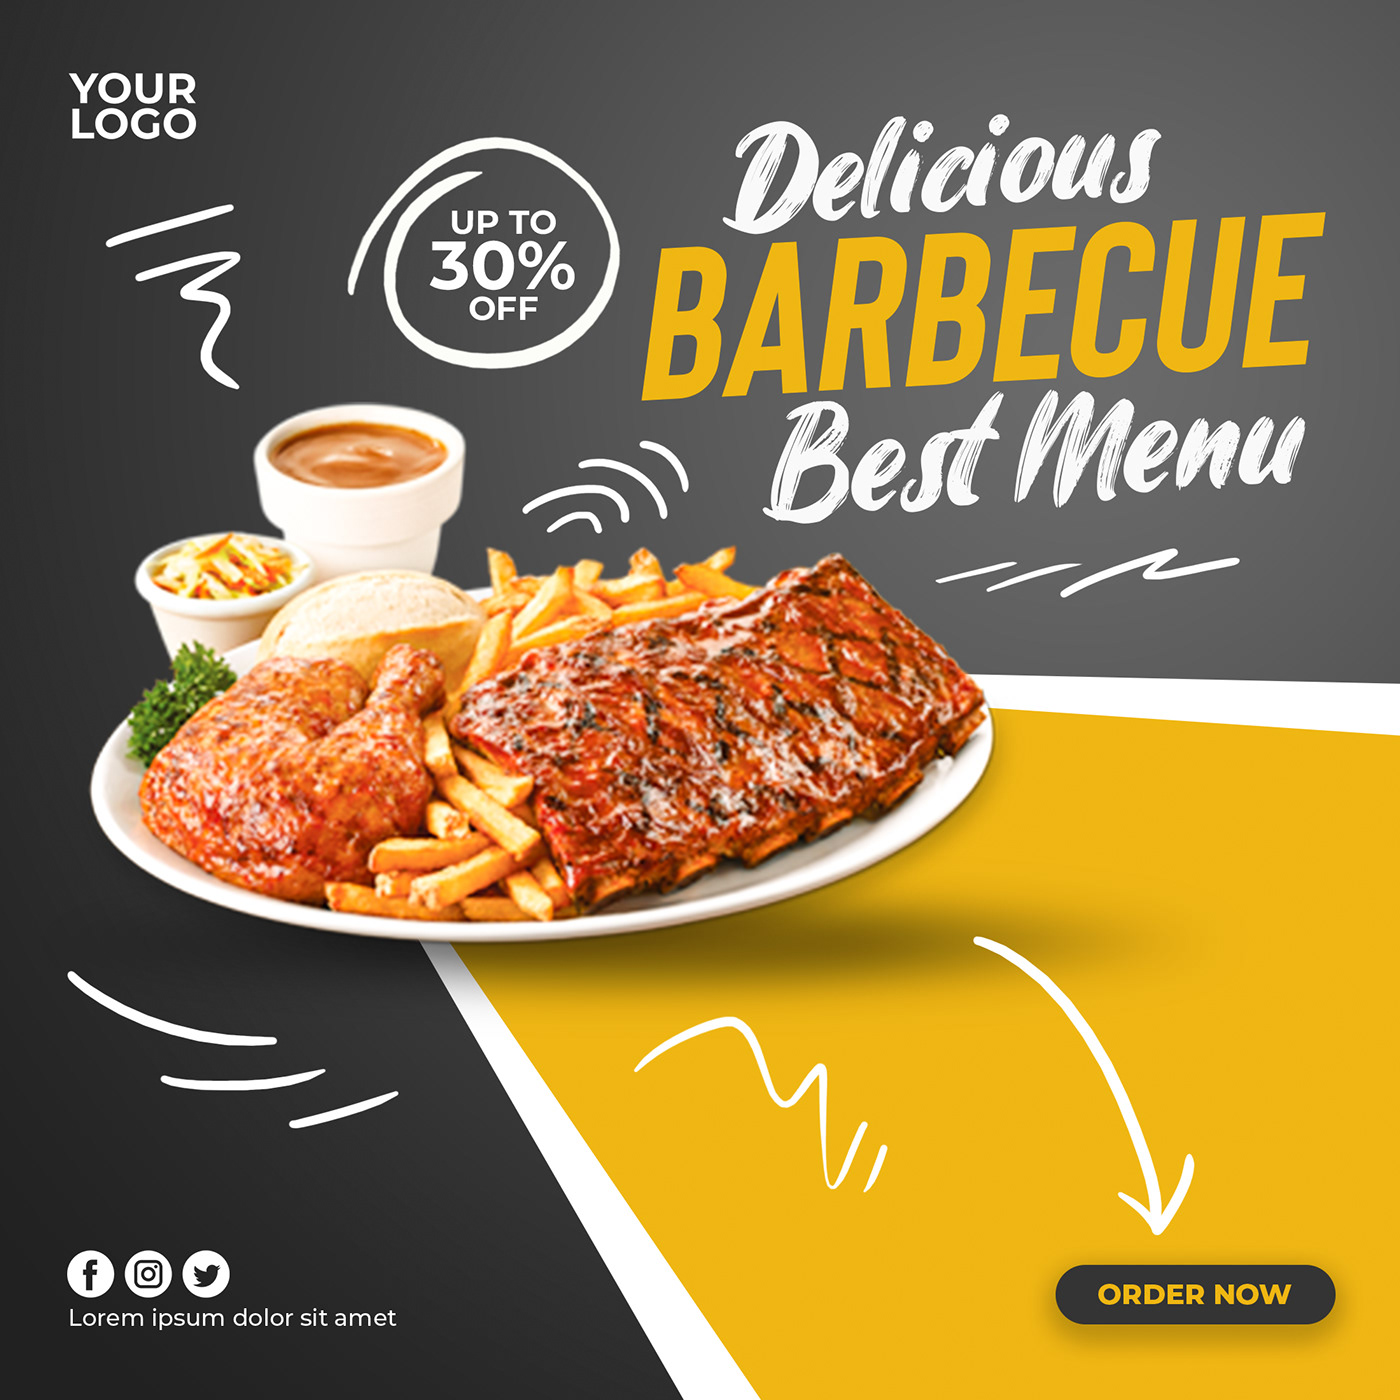 YOUR
LOGO
UP TO
30%
OFF
Delicious
BARBECUE
Best Menu
Lorem ipsum dolor sit amet
ORDER NOW